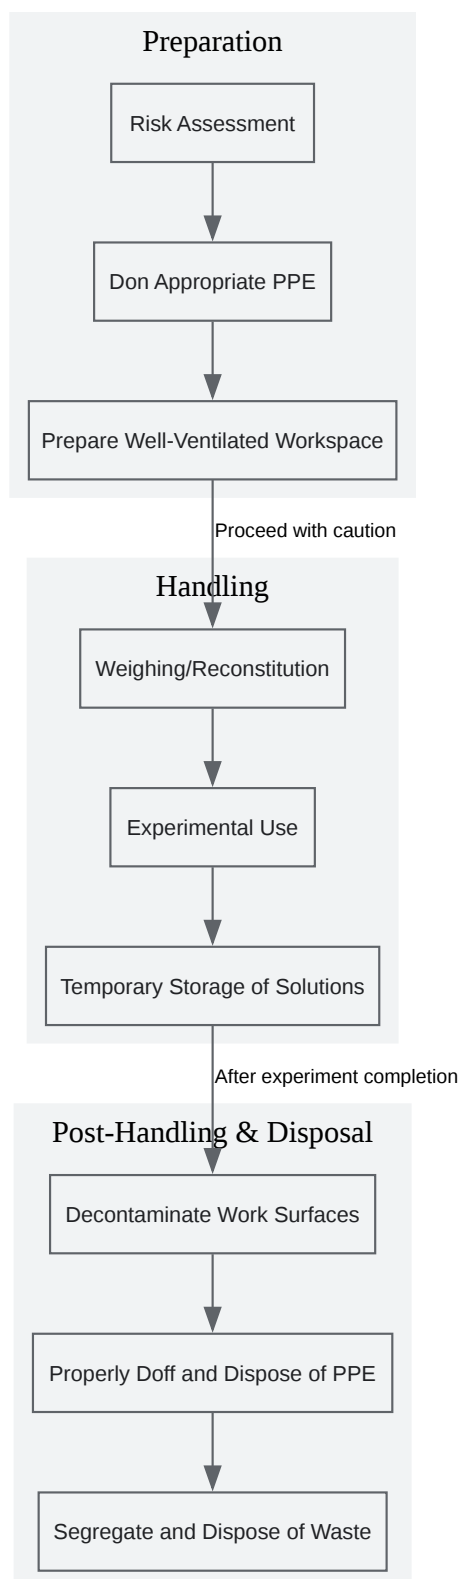 Preparation
Risk Assessment
Don Appropriate PPE
Prepare Well-Ventilated Workspace
Proceed with caution
Handling
Weighing/Reconstitution
Experimental Use
Temporary Storage of Solutions
After experiment completion
Post-Handling & Disposal
Decontaminate Work Surfaces
Properly Doff and Dispose of PPE
Segregate and Dispose of Waste